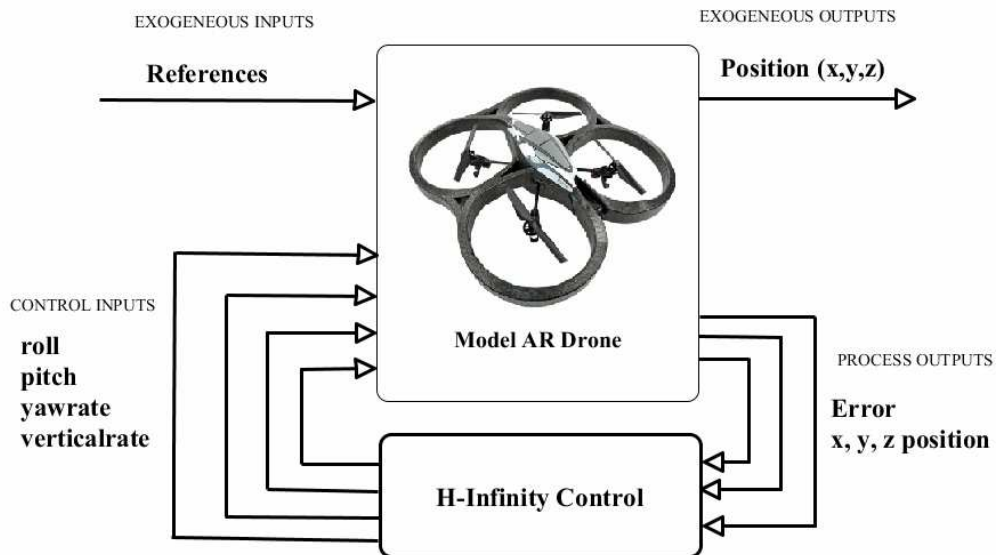 EXOGENEOUS INPUTS
References
EXOGENEOUS OUTPUTS
Position (x,y,z)
Model AR Drone
CONTROL INPUTS
roll
pitch
yawrate
verticalrate
PROCESS OUTPUTS
Error
x, y, z position
H-Infinity Control